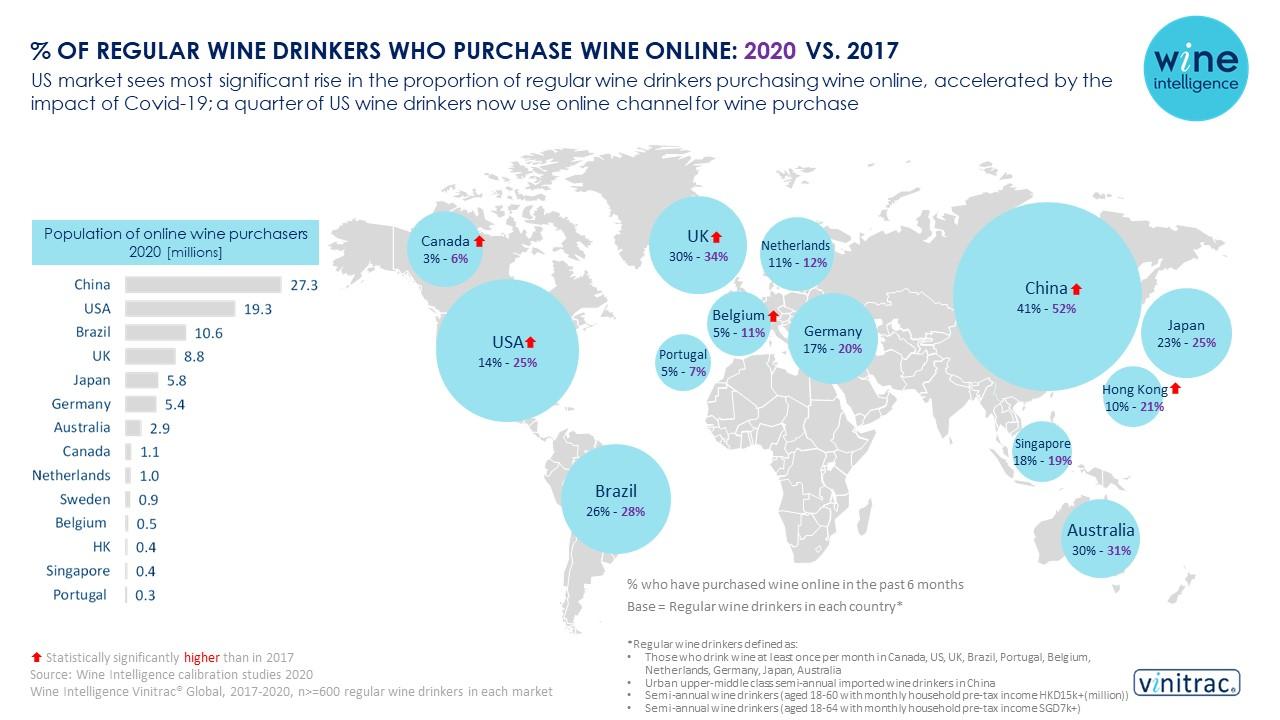 % OF REGULAR WINE DRINKERS WHO PURCHASE WINE ONLINE: 2020 VS. 2017
US market sees most significant rise in the proportion of regular wine drinkers purchasing wine online, accelerated by the
impact of Covid-19; a quarter of US wine drinkers now use online channel for wine purchase
wine
intelligence
Population of online wine purchasers
2020 [millions]
China 27.3
USA 19.3
Brazil 10.6
UK 8.8
Japan 5.8
Germany 5.4
Australia 2.9
Canada 1.1
Netherlands 1.0
Sweden 0.9
Belgium 0.5
HK 0.4
Singapore 0.4
Portugal 0.3
Canada
3% - 6%
USA
14% - 25%
Brazil
26% - 28%
UK
30% - 34%
Netherlands
11% - 12%
Belgium
5% - 11%
Portugal
5% - 7%
Germany
17% - 20%
China
41% - 52%
Japan
23% - 25%
Hong Kong
10% - 21%
Singapore
18% - 19%
Australia
30% - 31%
% who have purchased wine online in the past 6 months
Base = Regular wine drinkers in each country*
*Regular wine drinkers defined as:
• Those who drink wine at least once per month in Canada, US, UK, Brazil, Portugal, Belgium,
Netherlands, Germany, Japan, Australia
• Urban upper-middle class semi-annual imported wine drinkers in China
• Semi-annual wine drinkers (aged 18-60 with monthly household pre-tax income HKD15k+(million))
• Semi-annual wine drinkers (aged 18-64 with monthly household pre-tax income SGD7k+)
Statistically significantly higher than in 2017
Source: Wine Intelligence calibration studies 2020
Wine Intelligence Vinitrac® Global, 2017-2020, n>=600 regular wine drinkers in each market
vinitrac®